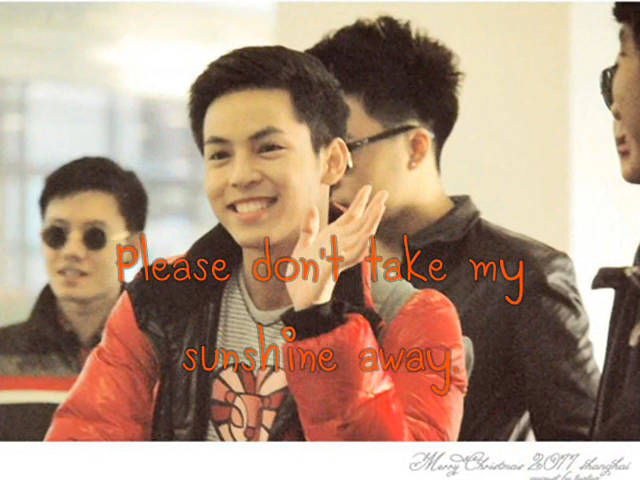 Please don't take my
sunshine away.
Merry Christmas 2011 shanghai